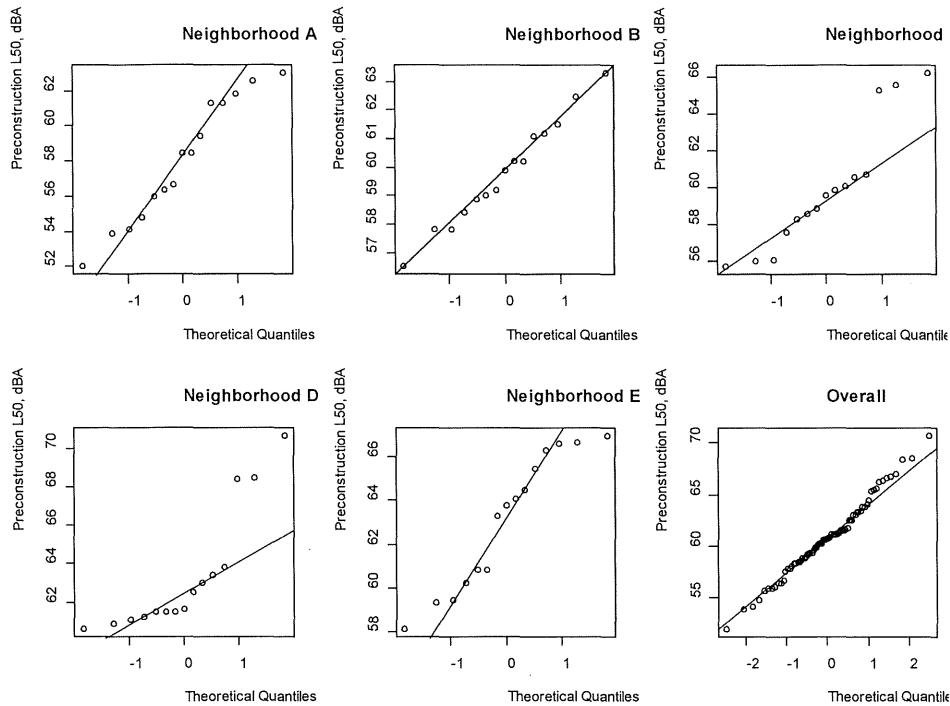 Neighborhood A
Preconstruction L50, dBA
52 54 56 58 60 62
-1 0 1
Theoretical Quantiles
Neighborhood B
Preconstruction L50, dBA
57 58 59 60 61 62 63
-1 0 1
Theoretical Quantiles
Neighborhood
Preconstruction L50, dBA
56 58 60 62 64 66
-1 0 1
Theoretical Quantile
Neighborhood D
Preconstruction L50, dBA
62 64 66 68 70
-1 0 1
Theoretical Quantiles
Neighborhood E
Preconstruction L50, dBA
58 60 62 64 66
-1 0 1
Theoretical Quantiles
Overall
Preconstruction L50, dBA
55 60 65 70
-2 -1 0 1 2
Theoretical Quantile